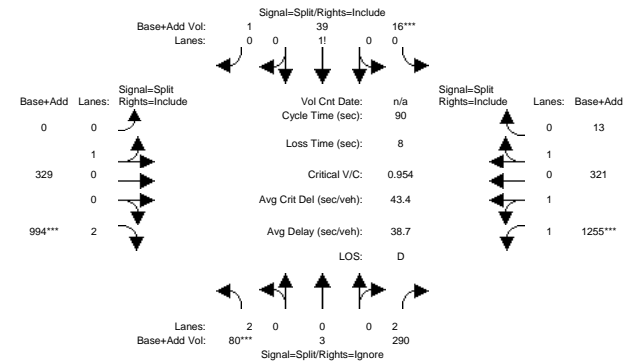 Signal=Split/Rights=Include
Base+Add Vol: 1 39 16***
Lanes: 0 0 1! 0 0
Signal=Split
Base+Add Lanes: Rights=Include
Vol Cnt Date: n/a
Signal=Split
Rights=Include Lanes: Base+Add
Cycle Time (sec): 90
0 0
0 13
Loss Time (sec): 8
1
1
329 0
Critical V/C: 0.954
0 321
0
Avg Crit Del (sec/veh): 43.4
1
994*** 2
Avg Delay (sec/veh): 38.7
1 1255***
LOS: D
Lanes: 2 0 0 0 2
Base+Add Vol: 80*** 3 290
Signal=Split/Rights=Ignore